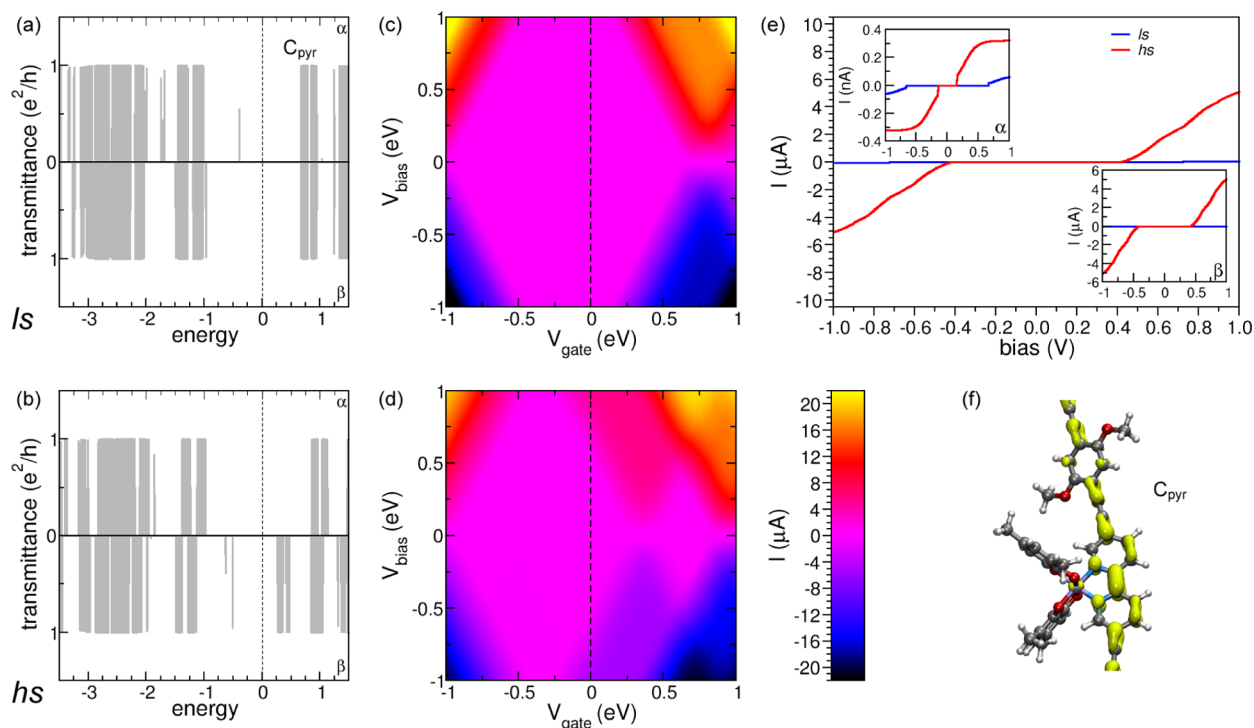 (a)
α
C_pyr
1
0
1
transmittance (e²/h)
β
-3 -2 -1 0 1
energy
ls
(b)
α
1
0
1
transmittance (e²/h)
β
-3 -2 -1 0 1
energy
hs
(c)
1
0.5
0
-0.5
-1
V_bias (eV)
-1 -0.5 0 0.5 1
V_gate (eV)
(d)
1
0.5
0
-0.5
-1
V_bias (eV)
-1 -0.5 0 0.5 1
V_gate (eV)
20
16
12
8
4
0
-4
-8
-12
-16
-20
I (μA)
(e)
10
8
6
4
2
0
-2
-4
-6
-8
-10
I (μA)
-1.0 -0.8 -0.6 -0.4 -0.2 0.0 0.2 0.4 0.6 0.8 1.0
bias (V)
ls
hs
0.4
0.2
0.0
-0.2
-0.4
I (nA)
α
-1 -0.5 0 0.5 1
6
4
2
0
-2
-4
-6
I (μA)
β
-1 -0.5 0 0.5 1
(f)
C_pyr